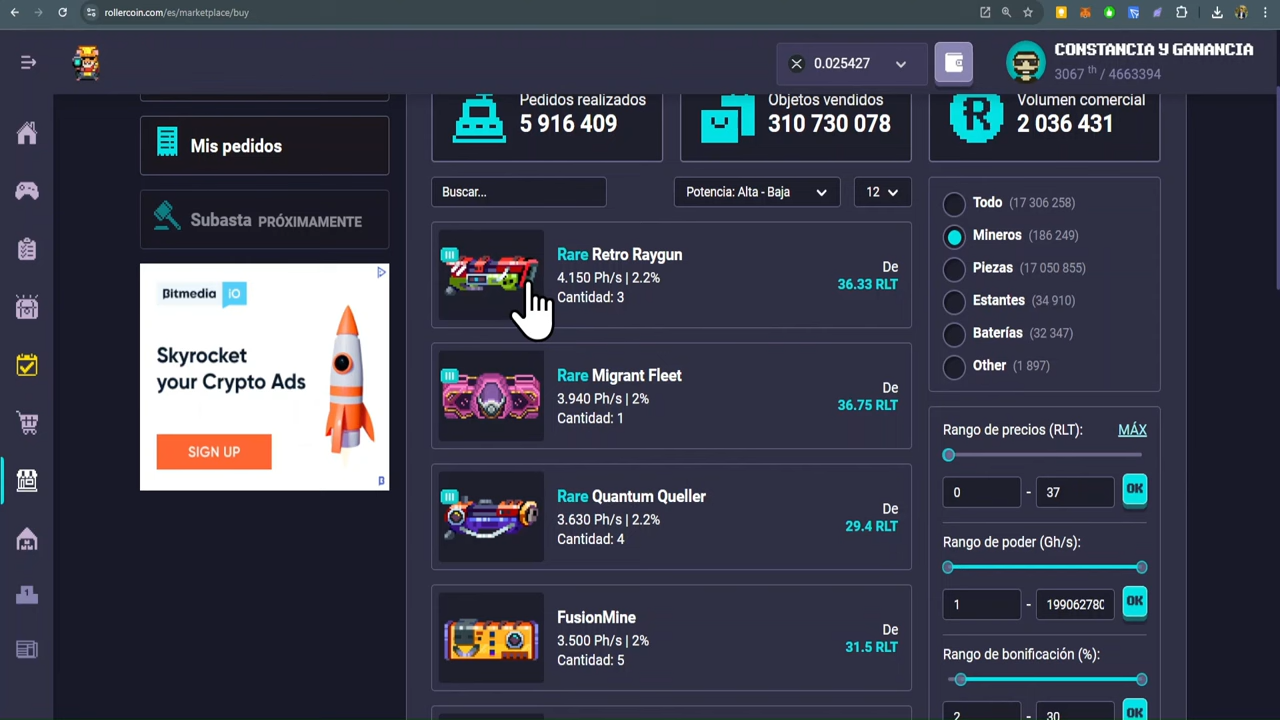 rollercoin.com/es/marketplace/buy
0.025427
CONSTANCIA Y GANANCIA
3067 th / 4663394
Mis pedidos
Subasta PRÓXIMAMENTE
Bitmedia IO
Skyrocket
your Crypto Ads
SIGN UP
Pedidos realizados
5 916 409
Objetos vendidos
310 730 078
Volumen comercial
2 036 431
Buscar...
Potencia: Alta - Baja
12
III
Rare Retro Raygun
4.150 Ph/s | 2.2%
Cantidad: 3
De
36.33 RLT
III
Rare Migrant Fleet
3.940 Ph/s | 2%
Cantidad: 1
De
36.75 RLT
III
Rare Quantum Queller
3.630 Ph/s | 2.2%
Cantidad: 4
De
29.4 RLT
FusionMine
3.500 Ph/s | 2%
Cantidad: 5
De
31.5 RLT
Todo (17 306 258)
Mineros (186 249)
Piezas (17 050 855)
Estantes (34 910)
Baterías (32 347)
Other (1 897)
Rango de precios (RLT): MÁX
0 - 37 OK
Rango de poder (Gh/s):
1 - 19906278( OK
Rango de bonificación (%):
2 - 30 OK